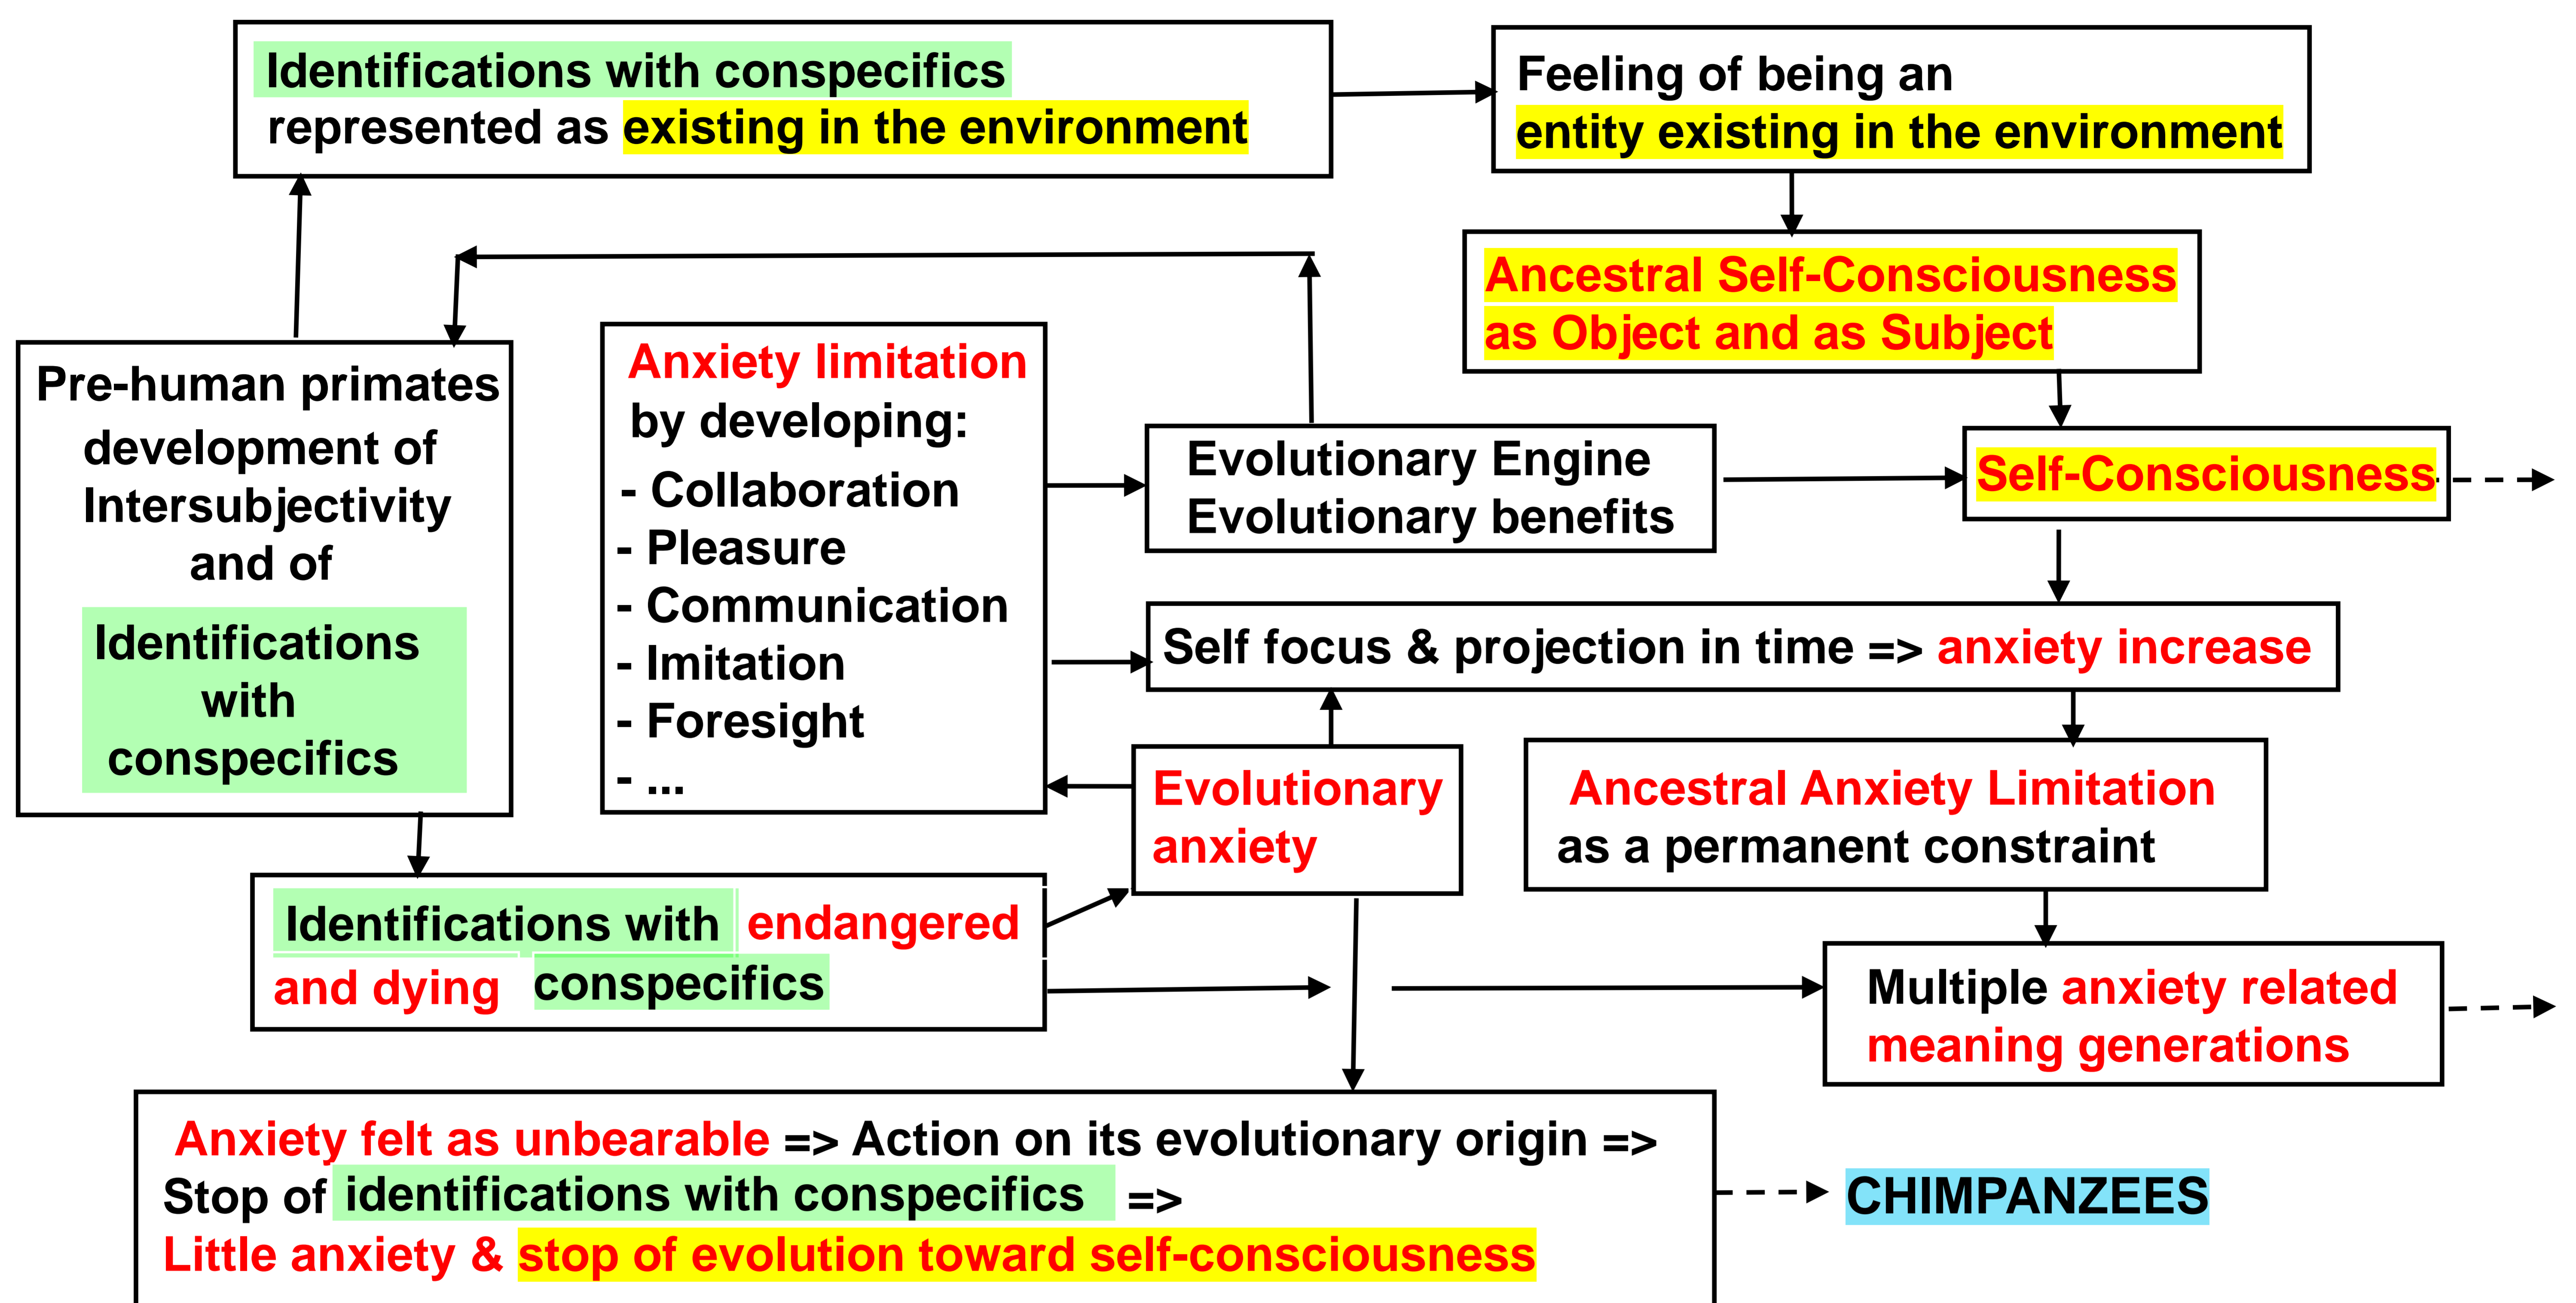 Identifications with conspecifics
represented as existing in the environment
Feeling of being an
entity existing in the environment
Ancestral Self-Consciousness
as Object and as Subject
Pre-human primates
development of
Intersubjectivity
and of
Identifications
with
conspecifics
Anxiety limitation
by developing:
- Collaboration
- Pleasure
- Communication
- Imitation
- Foresight
- ...
Evolutionary Engine
Evolutionary benefits
Self-Consciousness
Self focus & projection in time => anxiety increase
Evolutionary
anxiety
Ancestral Anxiety Limitation
as a permanent constraint
Identifications with endangered
and dying conspecifics
Multiple anxiety related
meaning generations
Anxiety felt as unbearable => Action on its evolutionary origin =>
Stop of identifications with conspecifics =>
Little anxiety & stop of evolution toward self-consciousness
CHIMPANZEES